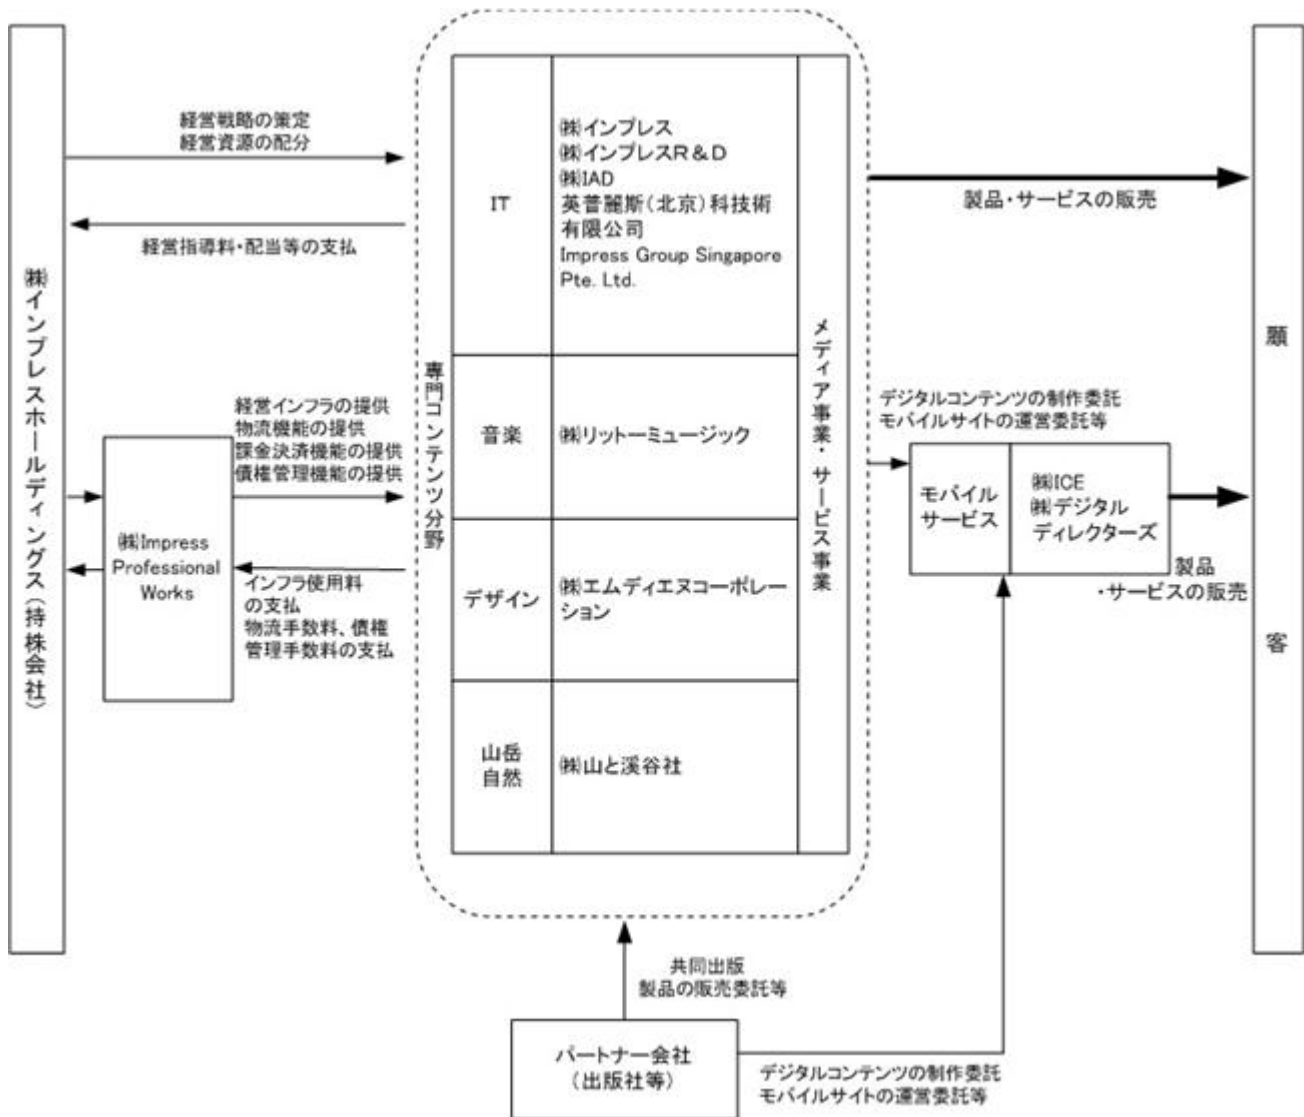 ㈱インプレスホールディングス（持株会社）
経営戦略の策定
経営資源の配分
経営指導料・配当等の支払
経営インフラの提供
物流機能の提供
課金決済機能の提供
債権管理機能の提供
㈱Impress
Professional
Works
インフラ使用料
の支払
物流手数料、債権
管理手数料の支払
専門コンテンツ分野
IT
㈱インプレス
㈱インプレスＲ＆Ｄ
㈱IAD
英普麗斯（北京）科技術
有限公司
Impress Group Singapore
Pte. Ltd.
音楽
㈱リットーミュージック
デザイン
㈱エムディエヌコーポレー
ション
山岳
自然
㈱山と溪谷社
メディア事業・サービス事業
製品・サービスの販売
デジタルコンテンツの制作委託
モバイルサイトの運営委託等
モバイル
サービス
㈱ICE
㈱デジタル
ディレクターズ
製品
・サービスの販売
顧客
共同出版
製品の販売委託等
パートナー会社
（出版社等）
デジタルコンテンツの制作委託
モバイルサイトの運営委託等